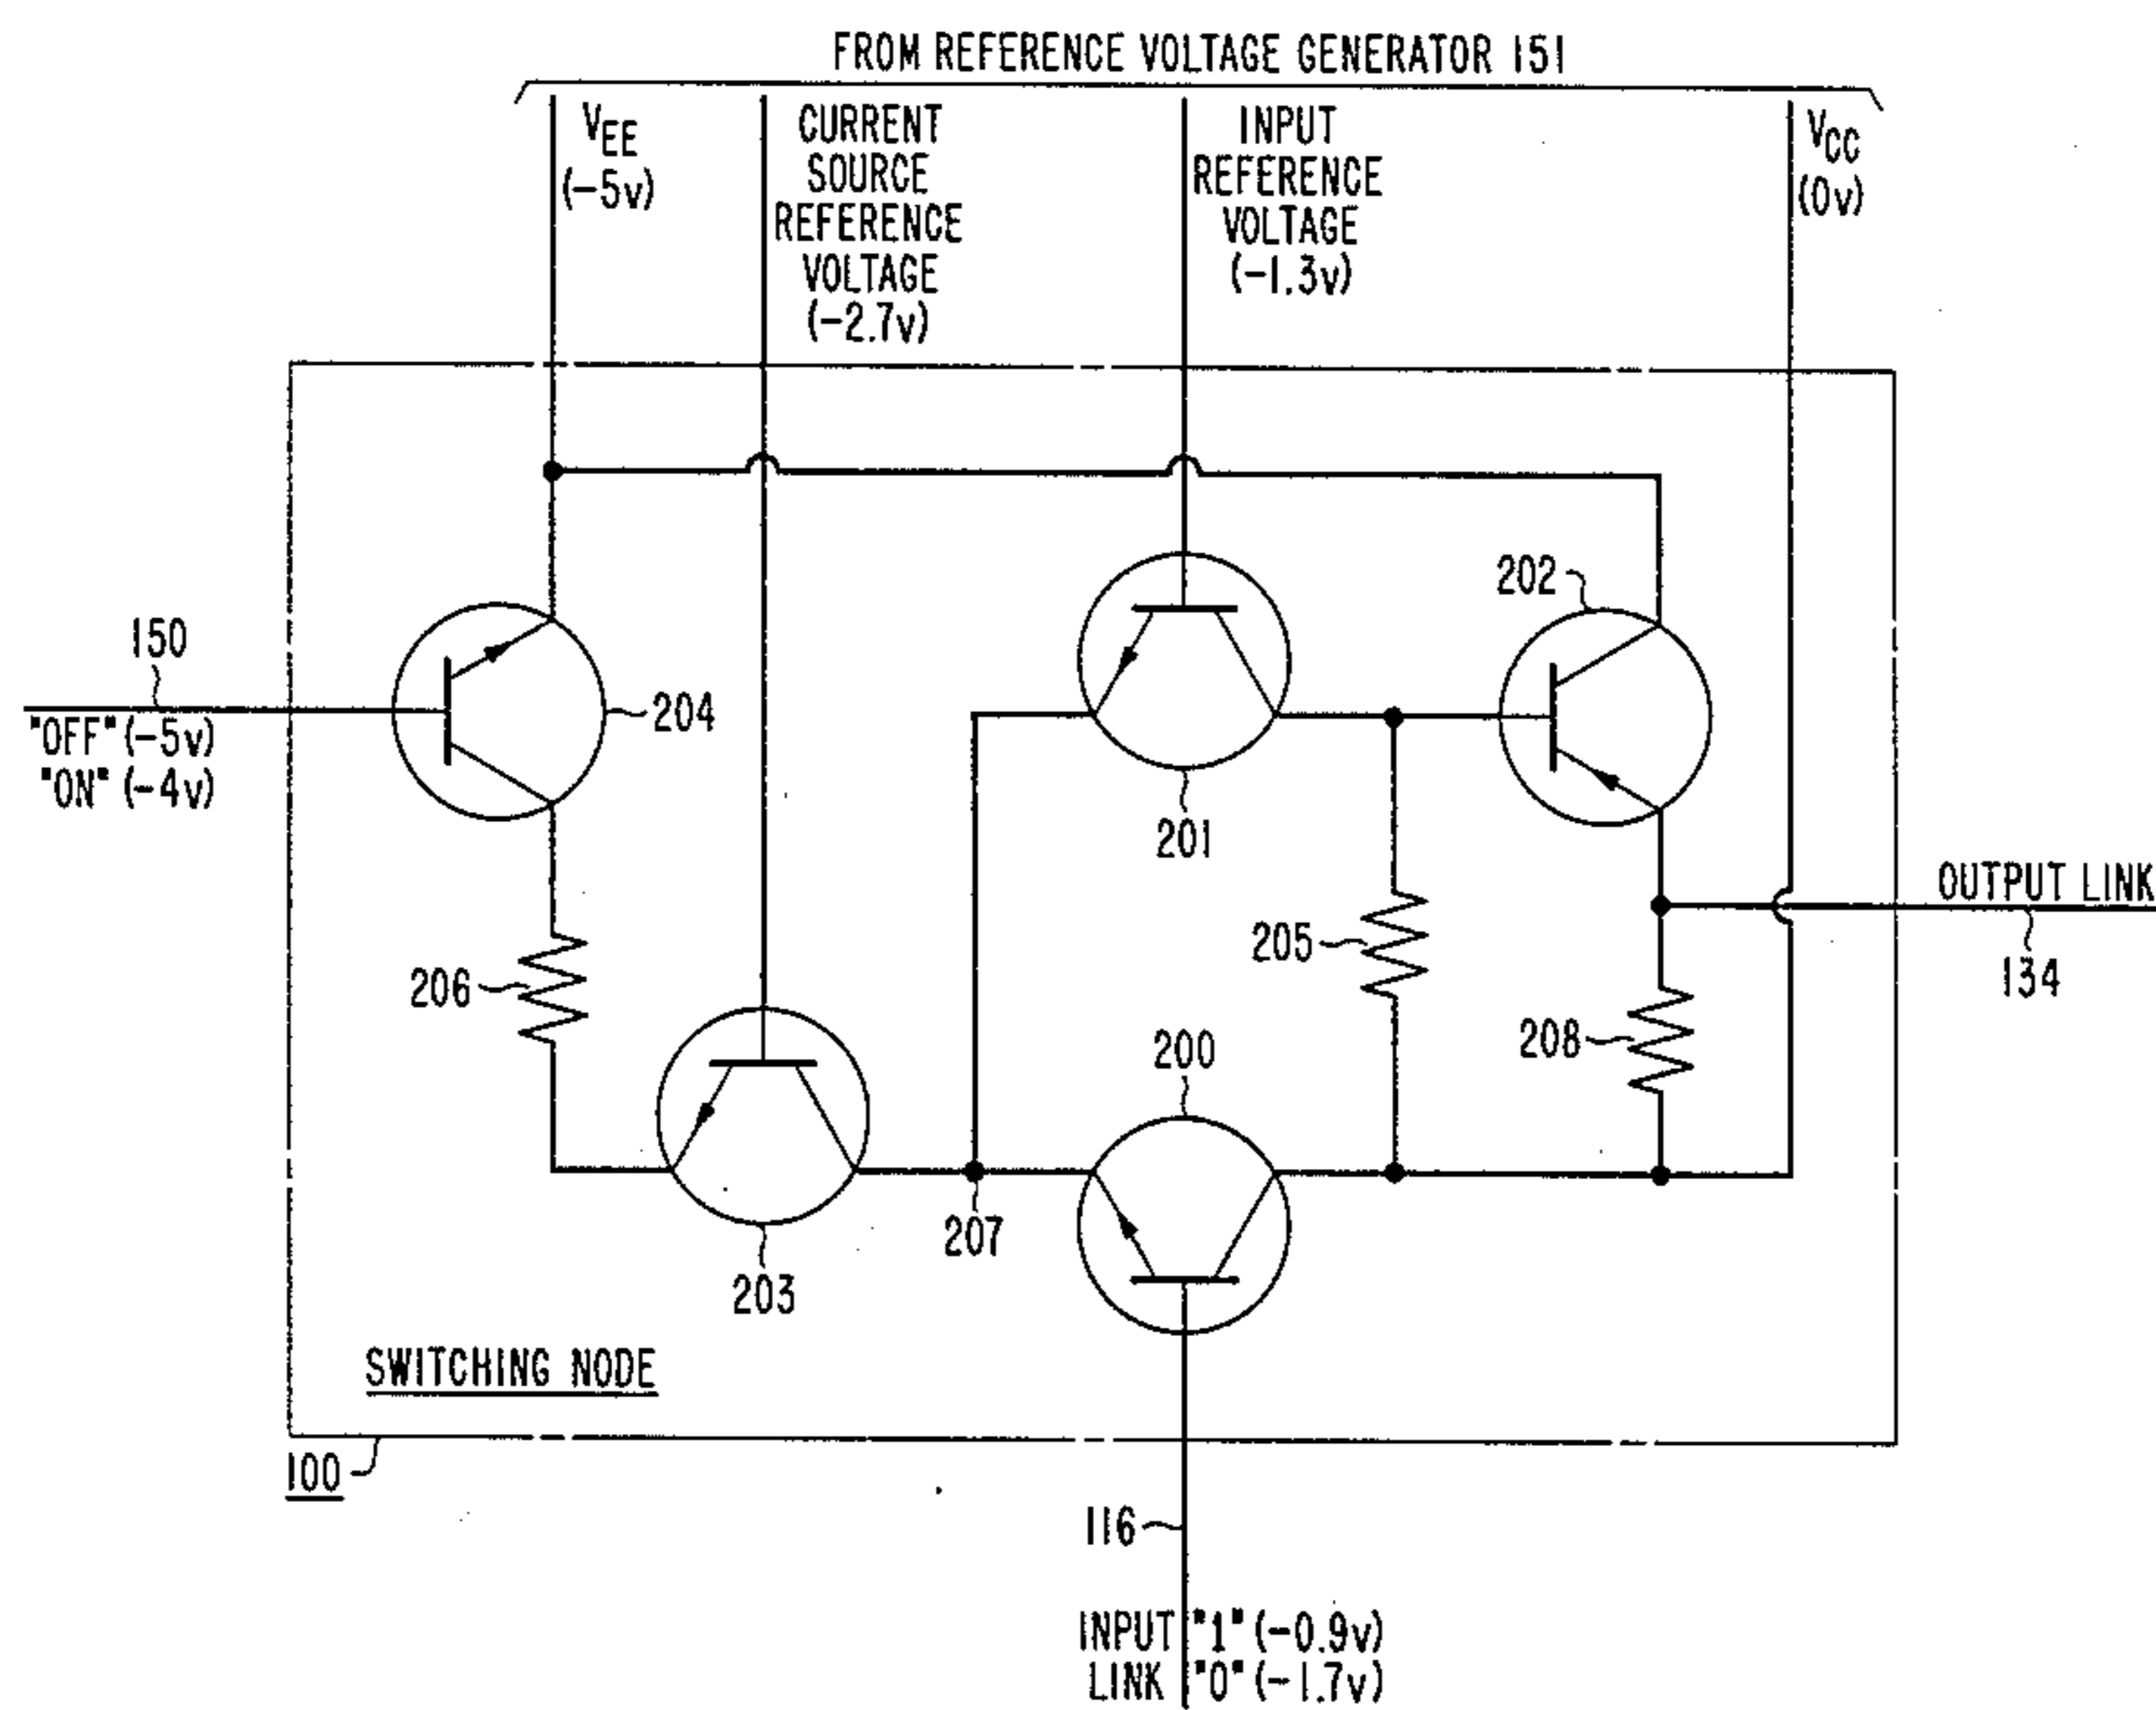 FROM REFERENCE VOLTAGE GENERATOR 151
VEE
(-5v)
CURRENT
SOURCE
REFERENCE
VOLTAGE
(-2.7v)
INPUT
REFERENCE
VOLTAGE
(-1.3v)
VCC
(0v)
202
150
204
"OFF" (-5v)
"ON" (-4v)
201
OUTPUT LINK
134
205
206
208
200
207
203
SWITCHING NODE
100
116
INPUT "1" (-0.9v)
LINK "0" (-1.7v)